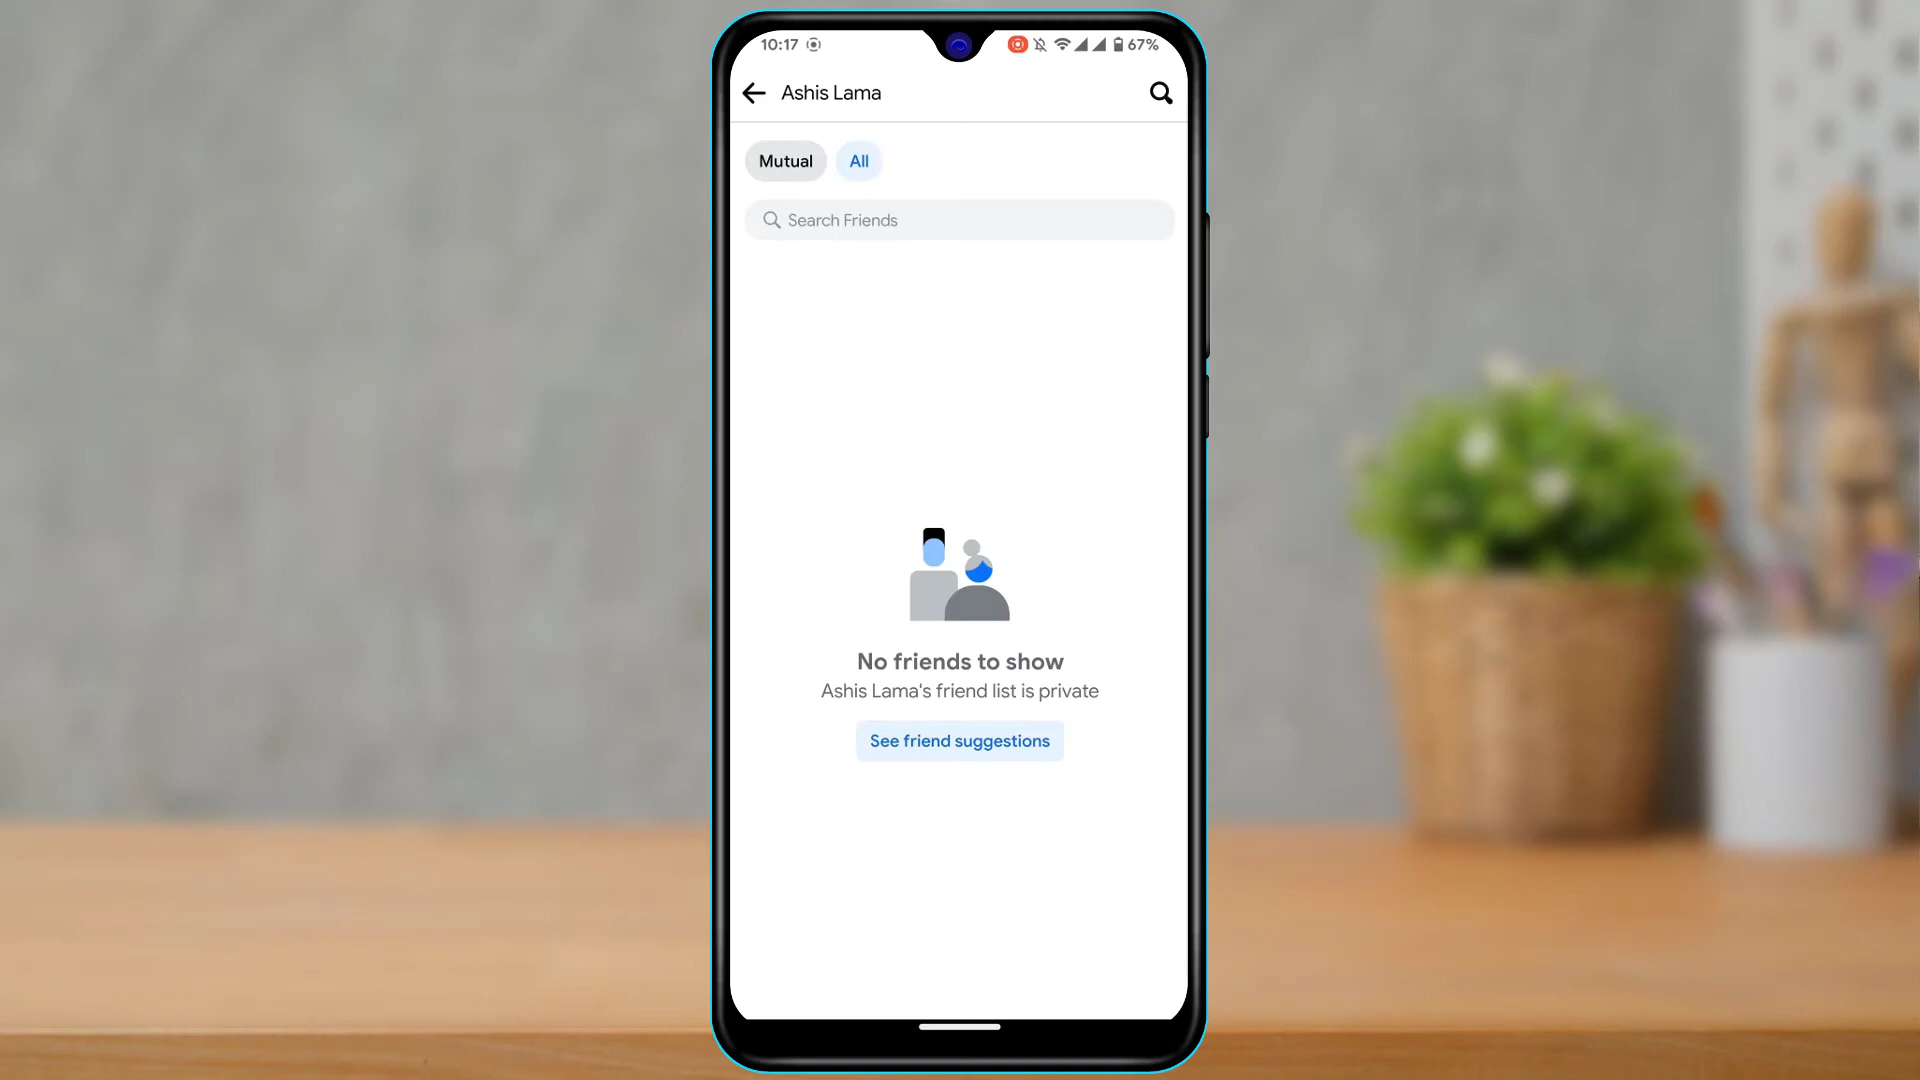 10:17
67%
Ashis Lama
Mutual
All
Search Friends
No friends to show
Ashis Lama's friend list is private
See friend suggestions